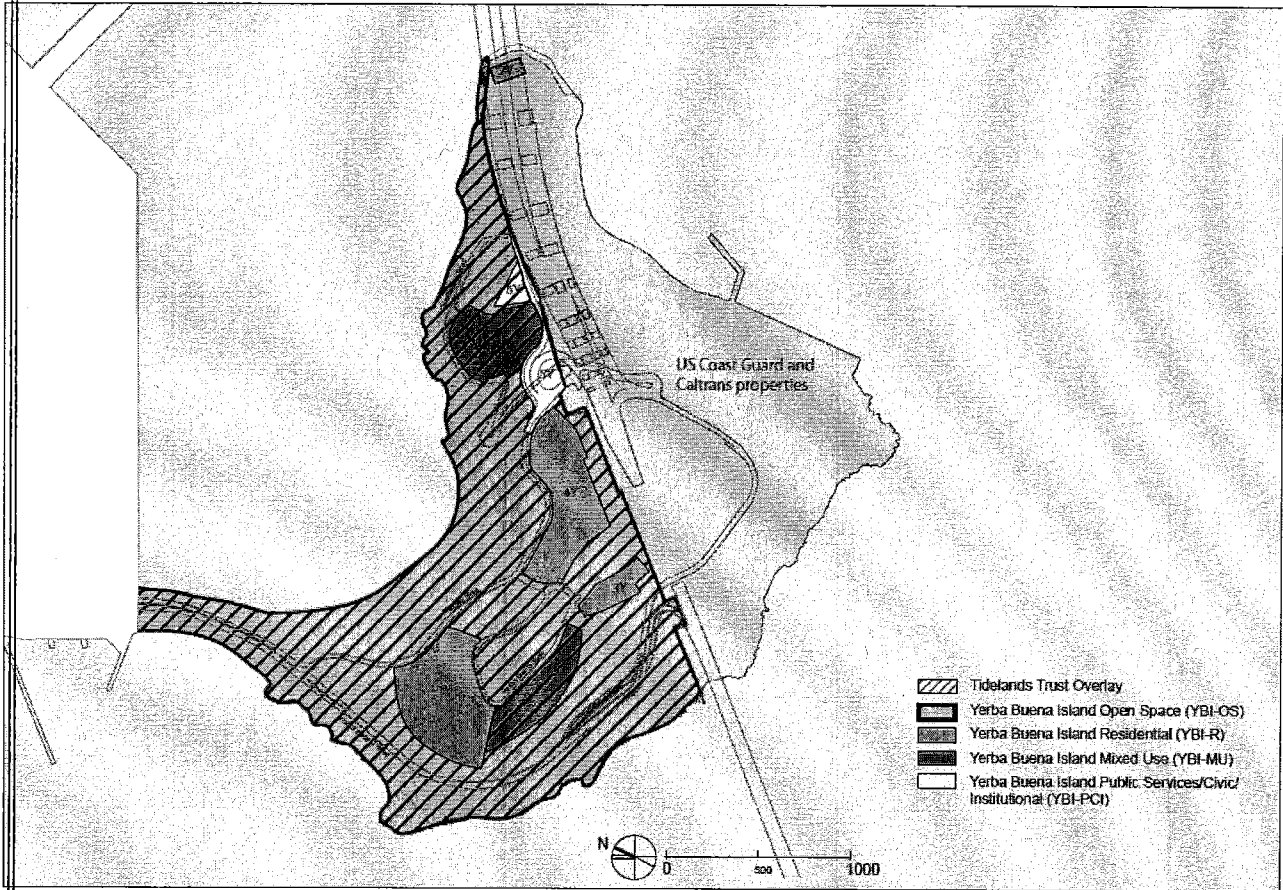 US Coast Guard and
Caltrans properties
Tidelands Trust Overlay
Yerba Buena Island Open Space (YBI-OS)
Yerba Buena Island Residential (YBI-R)
Yerba Buena Island Mixed Use (YBI-MU)
Yerba Buena Island Public Services/Civic/
Institutional (YBI-PCI)
N
0 500 1000